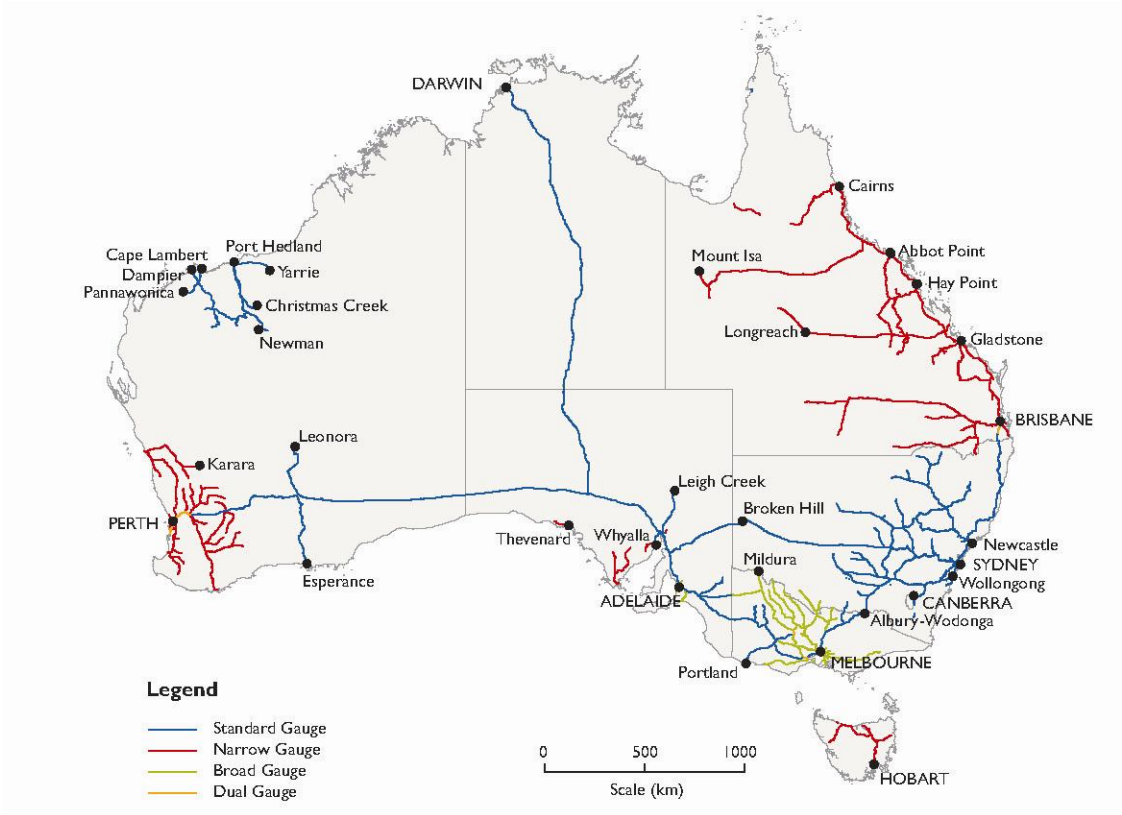 DARWIN
Cairns
Cape Lambert
Port Hedland
Abbot Point
Mount Isa
Dampier
Yarrie
Pannawonica
Hay Point
Christmas Creek
Longreach
Newman
Gladstone
BRISBANE
Leonora
Karara
Leigh Creek
Broken Hill
PERTH
Thevenard
Whyalla
Newcastle
Mildura
SYDNEY
Esperance
Wollongong
ADELAIDE
CANBERRA
Albury-Wodonga
MELBOURNE
Portland
Legend
Standard Gauge
Narrow Gauge
Broad Gauge
Dual Gauge
0 500 1000
Scale (km)
HOBART